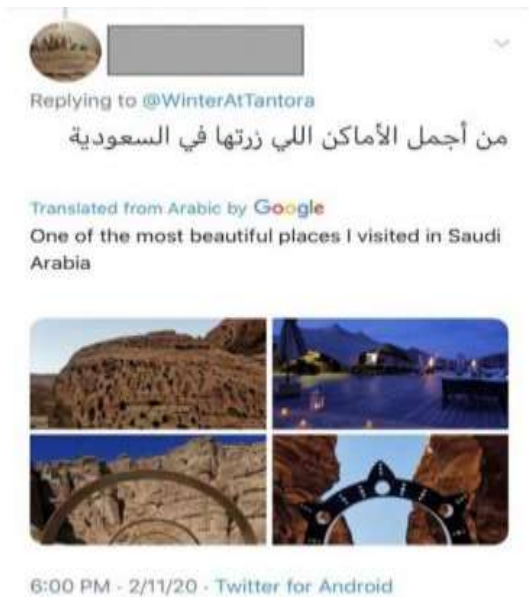 Replying to @WinterAtTantora
من أجمل الأماكن اللي زرتها في السعودية
Translated from Arabic by Google
One of the most beautiful places I visited in Saudi
Arabia
6:00 PM - 2/11/20 - Twitter for Android